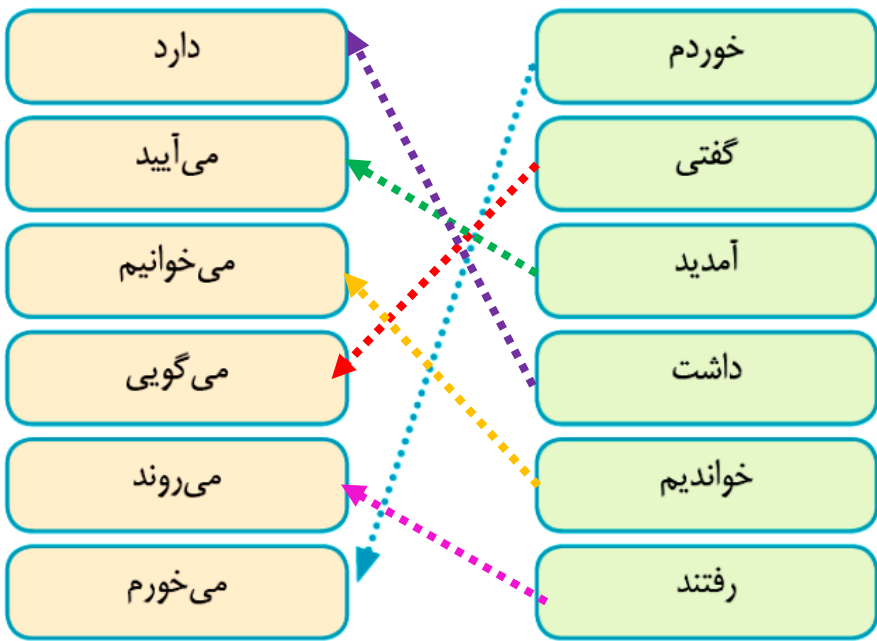 خوردم
دارد
گفتی
می‌آیید
آمدید
می‌خوانیم
داشت
می‌گویی
خواندیم
می‌روند
رفتند
می‌خورم